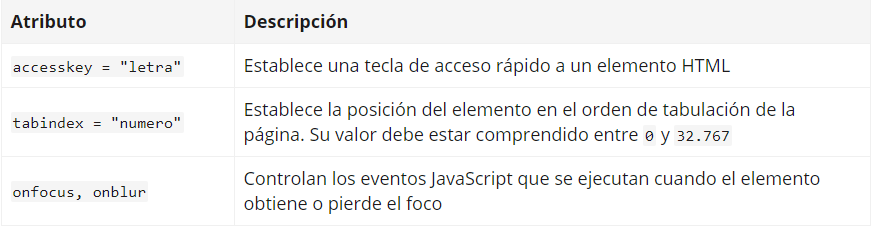 Atributo Descripción
accesskey = "letra" Establece una tecla de acceso rápido a un elemento HTML
Establece la posición del elemento en el orden de tabulación de la
tabindex = "numero"
página. Su valor debe estar comprendido entre 0 y 32.767
Controlan los eventos JavaScript que se ejecutan cuando el elemento
onfocus, onblur
obtiene o pierde el foco